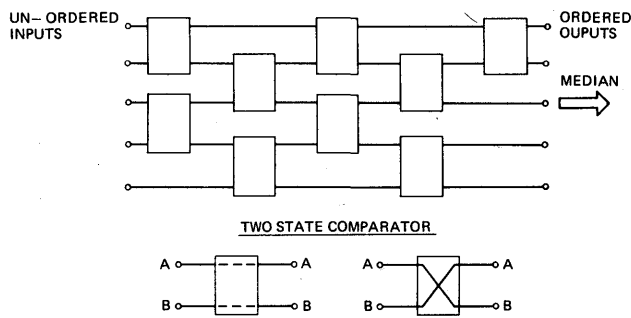 UN- ORDERED
INPUTS
ORDERED
OUPUTS
MEDIAN
TWO STATE COMPARATOR
A A A A
B B B B